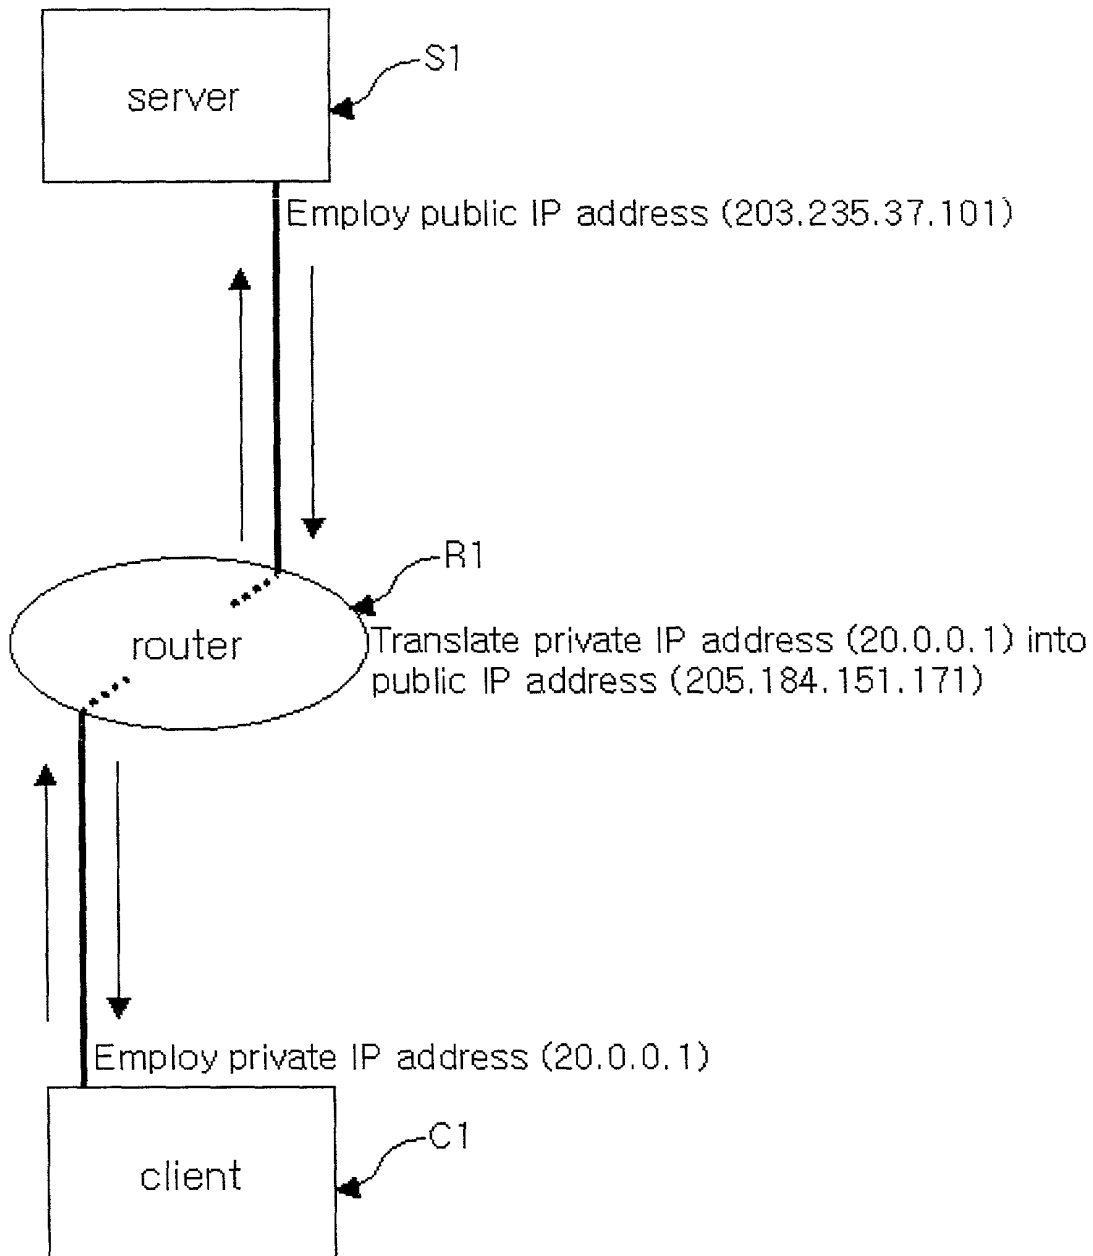 S1
server
Employ public IP address (203.235.37.101)
R1
router
Translate private IP address (20.0.0.1) into
public IP address (205.184.151.171)
Employ private IP address (20.0.0.1)
C1
client